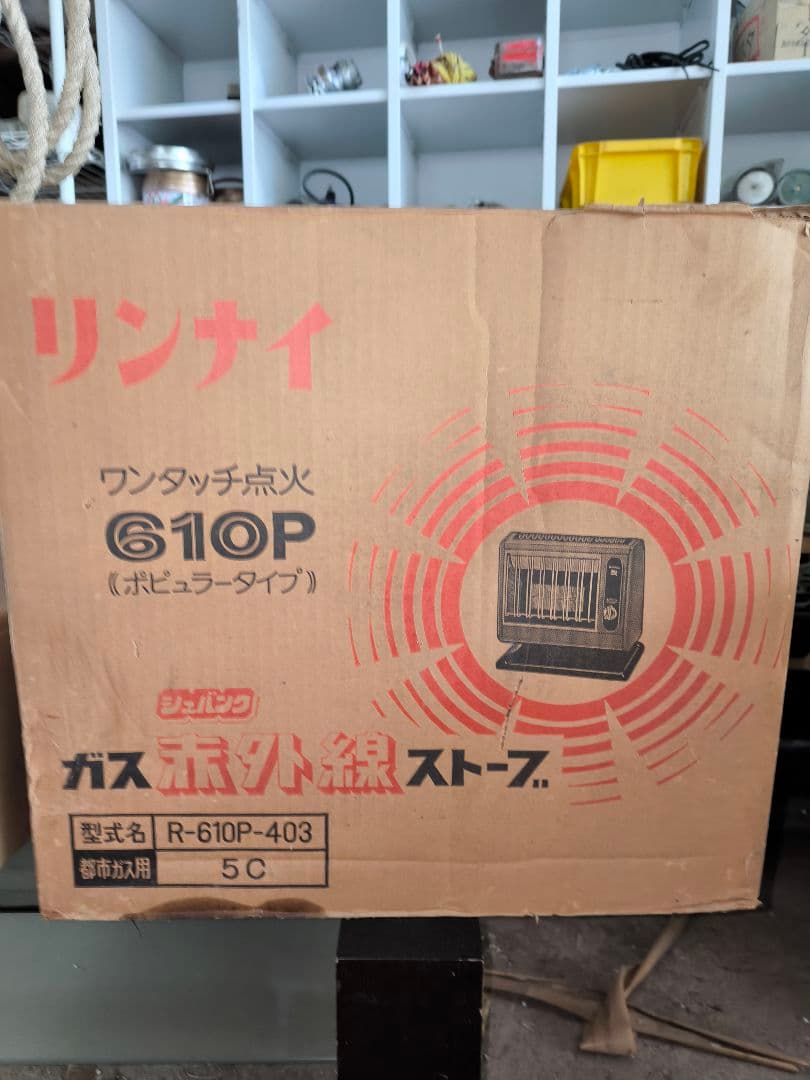 リンナイ
ワンタッチ点火
610P
《ポピュラータイプ》
シュバンク
ガス赤外線ストーブ
型式名 R-610P-403
都市ガス用 5C